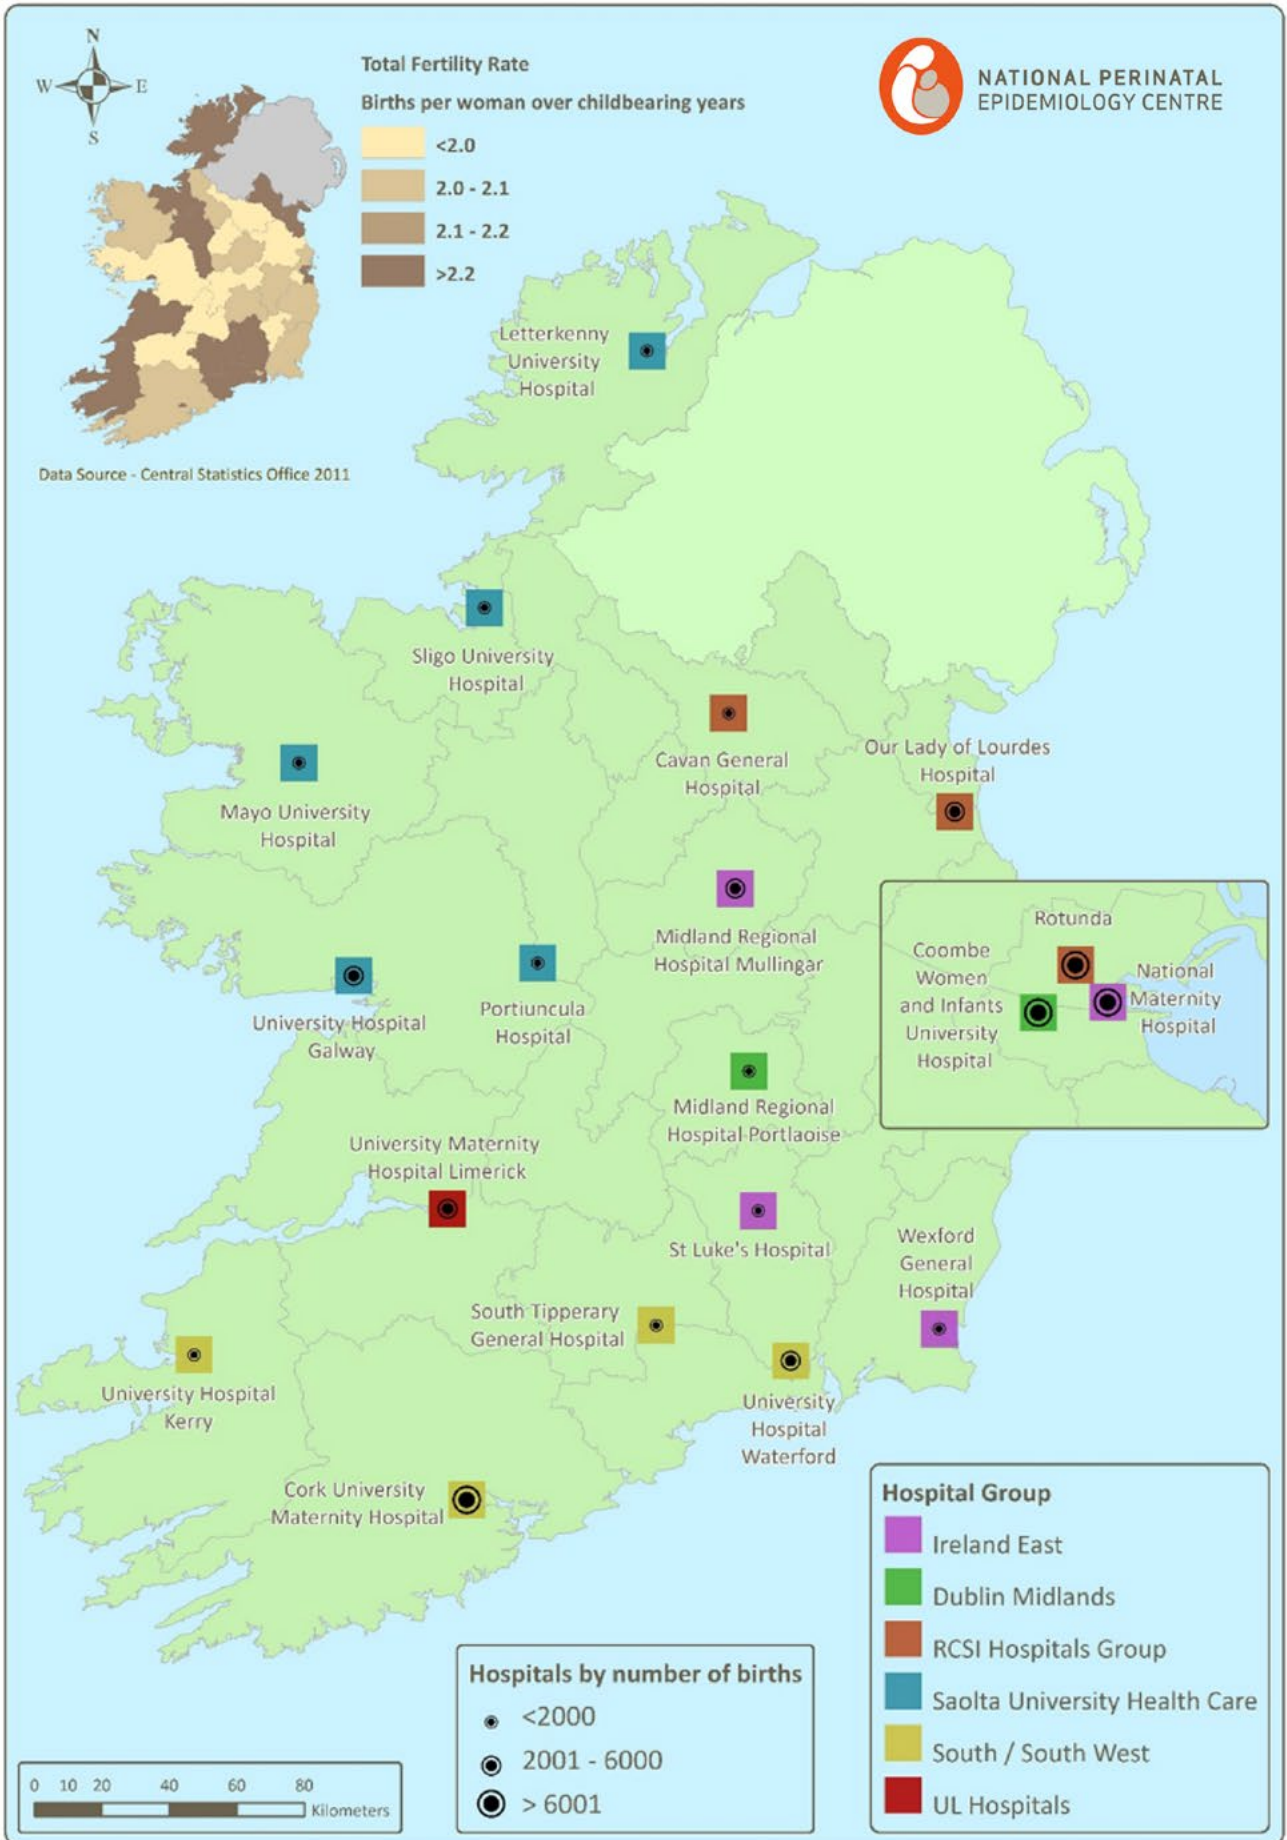 N
W E
S
Total Fertility Rate
Births per woman over childbearing years
<2.0
2.0 - 2.1
2.1 - 2.2
>2.2
NATIONAL PERINATAL
EPIDEMIOLOGY CENTRE
Data Source - Central Statistics Office 2011
Letterkenny
University
Hospital
Sligo University
Hospital
Cavan General
Hospital
Our Lady of Lourdes
Hospital
Mayo University
Hospital
Midland Regional
Hospital Mullingar
Rotunda
Coombe
Women
and Infants
University
Hospital
National
Maternity
Hospital
University Hospital
Galway
Portiuncula
Hospital
Midland Regional
Hospital Portlaoise
University Maternity
Hospital Limerick
St Luke's Hospital
Wexford
General
Hospital
South Tipperary
General Hospital
University Hospital
Kerry
University
Hospital
Waterford
Cork University
Maternity Hospital
Hospital Group
Ireland East
Dublin Midlands
RCSI Hospitals Group
Saolta University Health Care
South / South West
UL Hospitals
Hospitals by number of births
<2000
2001 - 6000
> 6001
0 10 20 40 60 80
Kilometers